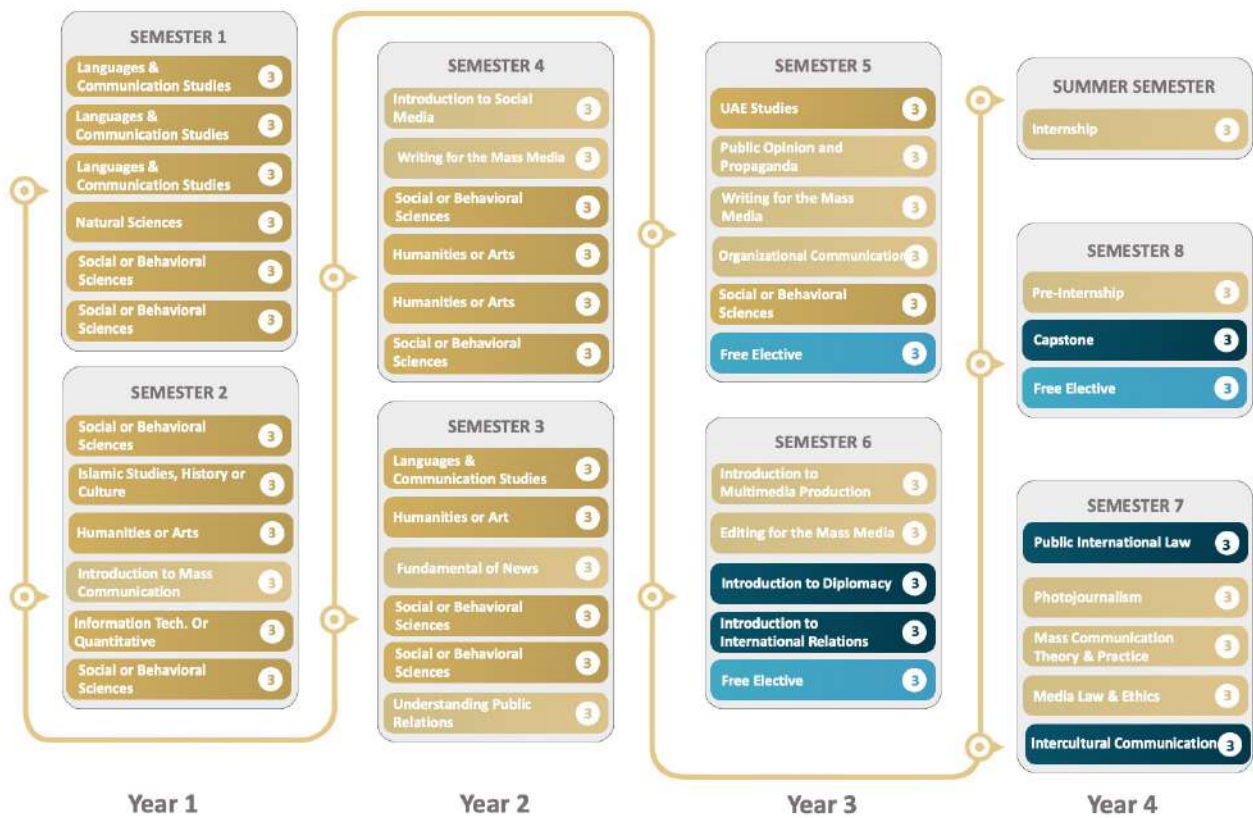 SEMESTER 1
Languages &
Communication Studies 3
Languages &
Communication Studies 3
Languages &
Communication Studies 3
Natural Sciences 3
Social or Behavioral
Sciences 3
Social or Behavioral
Sciences 3
SEMESTER 2
Social or Behavioral
Sciences 3
Islamic Studies, History or
Culture 3
Humanities or Arts 3
Introduction to Mass
Communication 3
Information Tech. Or
Quantitative 3
Social or Behavioral
Sciences 3
Year 1
SEMESTER 4
Introduction to Social
Media 3
Writing for the Mass Media 3
Social or Behavioral
Sciences 3
Humanities or Arts 3
Humanities or Arts 3
Social or Behavioral
Sciences 3
SEMESTER 3
Languages &
Communication Studies 3
Humanities or Art 3
Fundamental of News 3
Social or Behavioral
Sciences 3
Social or Behavioral
Sciences 3
Understanding Public
Relations 3
Year 2
SEMESTER 5
UAE Studies 3
Public Opinion and
Propaganda 3
Writing for the Mass
Media 3
Organizational Communication 3
Social or Behavioral
Sciences 3
Free Elective 3
SEMESTER 6
Introduction to
Multimedia Production 3
Editing for the Mass Media 3
Introduction to Diplomacy 3
Introduction to
International Relations 3
Free Elective 3
Year 3
SUMMER SEMESTER
Internship 3
SEMESTER 8
Pre-Internship 3
Capstone 3
Free Elective 3
SEMESTER 7
Public International Law 3
Photojournalism 3
Mass Communication
Theory & Practice 3
Media Law & Ethics 3
Intercultural Communication 3
Year 4